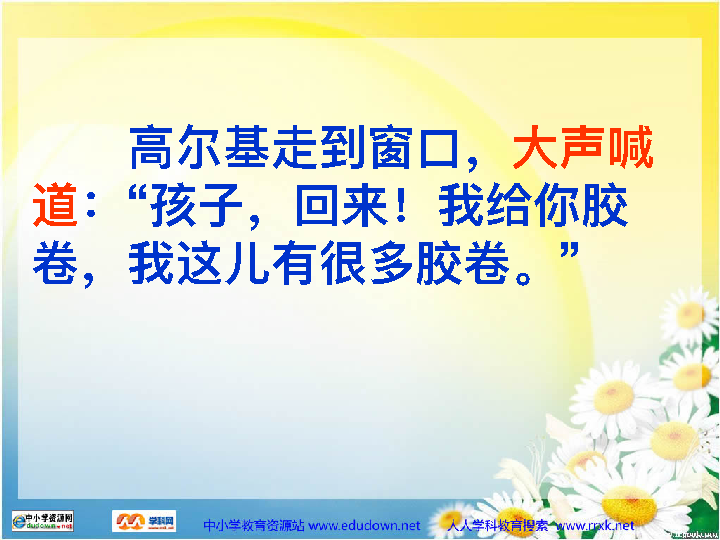 高尔基走到窗口，大声喊
道：“孩子，回来！我给你胶
卷，我这儿有很多胶卷。”
中小学资源网
edudown.net
学科网
中小学教育资源站 www.edudown.net 人人学科教育搜索 www.rrxk.net